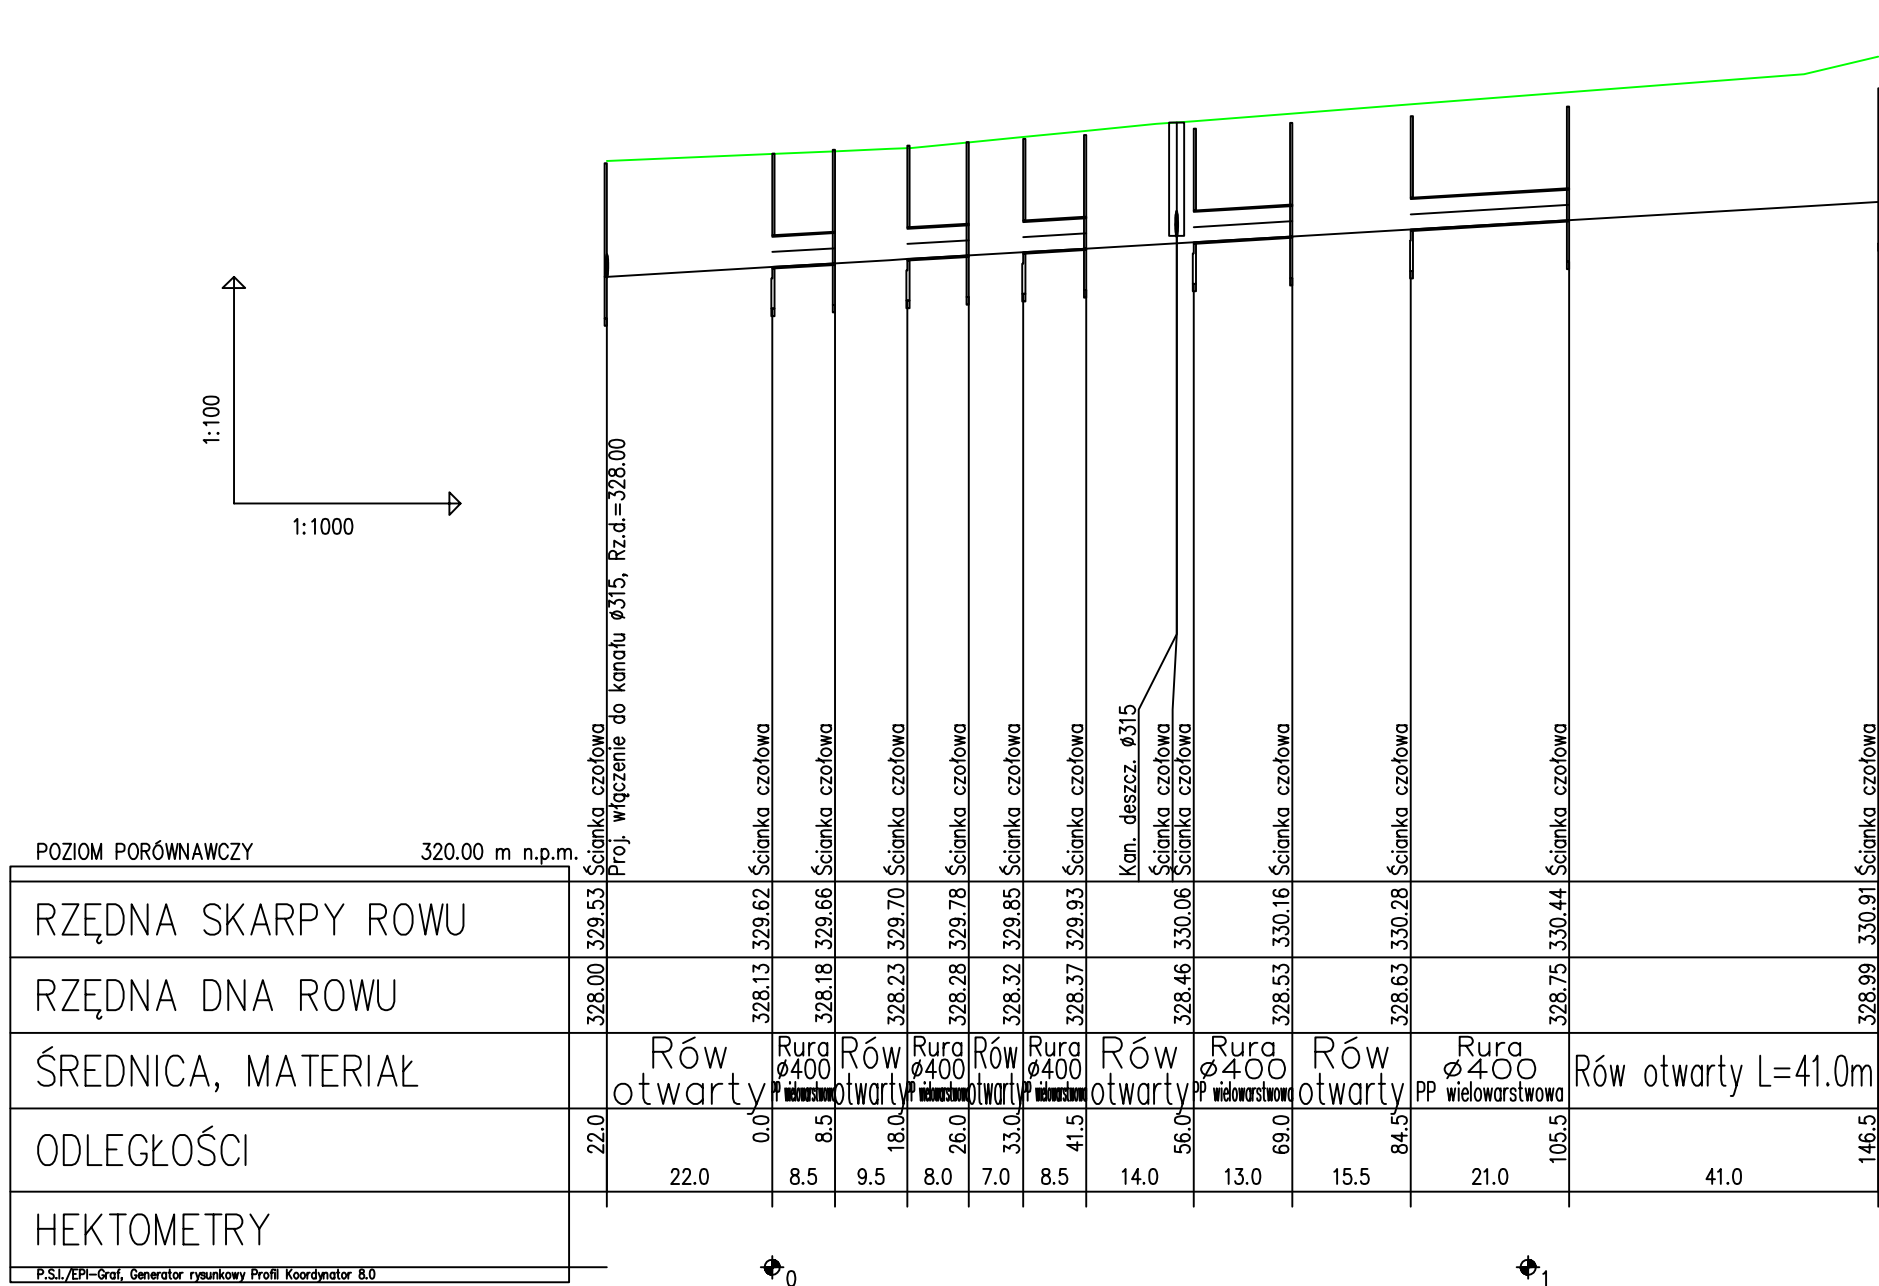 1:100
1:1000
Ścianka czołowa
Proj. włączenie do kanału ø315, Rz.d.=328.00
Ścianka czołowa
Ścianka czołowa
Ścianka czołowa
Ścianka czołowa
Ścianka czołowa
Ścianka czołowa
Kan. deszcz. ø315
Ścianka czołowa
Ścianka czołowa
Ścianka czołowa
Ścianka czołowa
Ścianka czołowa
Ścianka czołowa
POZIOM PORÓWNAWCZY 320.00 m n.p.m.
RZĘDNA SKARPY ROWU 329.53 329.62 329.66 329.70 329.78 329.85 329.93 330.06 330.16 330.28 330.44 330.91
RZĘDNA DNA ROWU 328.00 328.13 328.18 328.23 328.28 328.32 328.37 328.46 328.53 328.63 328.75 328.99
ŚREDNICA, MATERIAŁ
Rów
otwarty
Rura
ø400
PP wielowarstwowa
Rów
otwarty
Rura
ø400
PP wielowarstwowa
Rów
otwarty
Rura
ø400
PP wielowarstwowa
Rów
otwarty
Rura
ø400
PP wielowarstwowa
Rów
otwarty
Rura
ø400
PP wielowarstwowa
Rów otwarty L=41.0m
ODLEGŁOŚCI
22.0 0.0 8.5 18.0 26.0 33.0 41.5 56.0 69.0 84.5 105.5 146.5
22.0 8.5 9.5 8.0 7.0 8.5 14.0 13.0 15.5 21.0 41.0
HEKTOMETRY
P.S.I./EPI-Graf, Generator rysunkowy Profil Koordynator 8.0
0 1